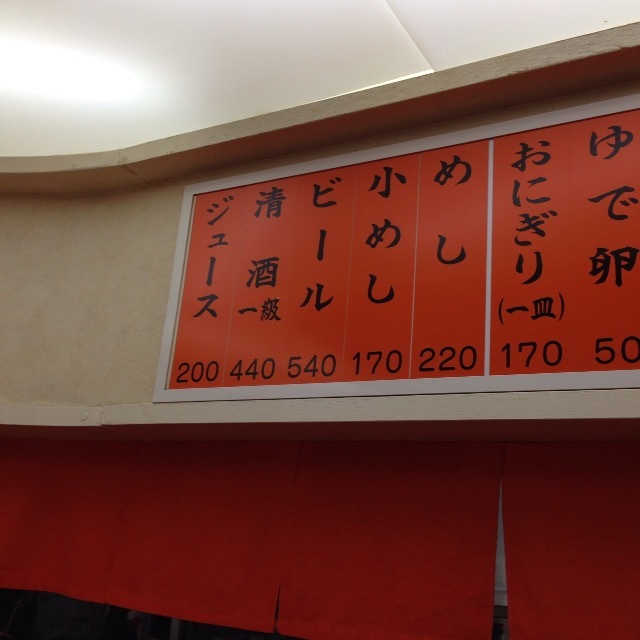 ゆで卵 50
おにぎり(一皿) 170
めし 220
小めし 170
ビール 540
清酒一級 440
ジュース 200